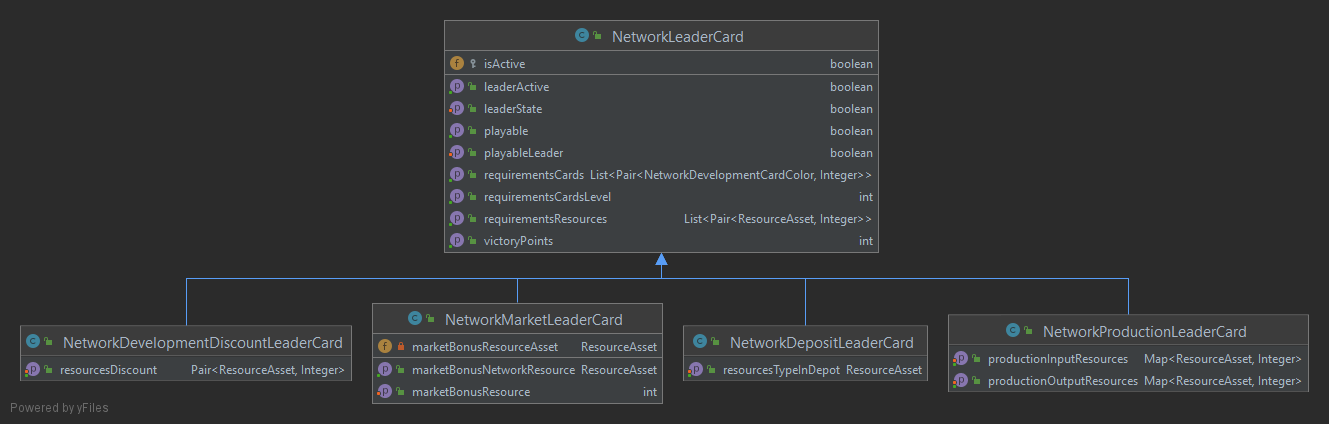 NetworkLeaderCard
isActive boolean
leaderActive boolean
leaderState boolean
playable boolean
playableLeader boolean
requirementsCards List<Pair<NetworkDevelopmentCardColor, Integer>>
requirementsCardsLevel int
requirementsResources List<Pair<ResourceAsset, Integer>>
victoryPoints int
NetworkDevelopmentDiscountLeaderCard
resourcesDiscount Pair<ResourceAsset, Integer>
NetworkMarketLeaderCard
marketBonusResourceAsset ResourceAsset
marketBonusNetworkResource ResourceAsset
marketBonusResource int
NetworkDepositLeaderCard
resourcesTypeInDepot ResourceAsset
NetworkProductionLeaderCard
productionInputResources Map<ResourceAsset, Integer>
productionOutputResources Map<ResourceAsset, Integer>
Powered by yFiles